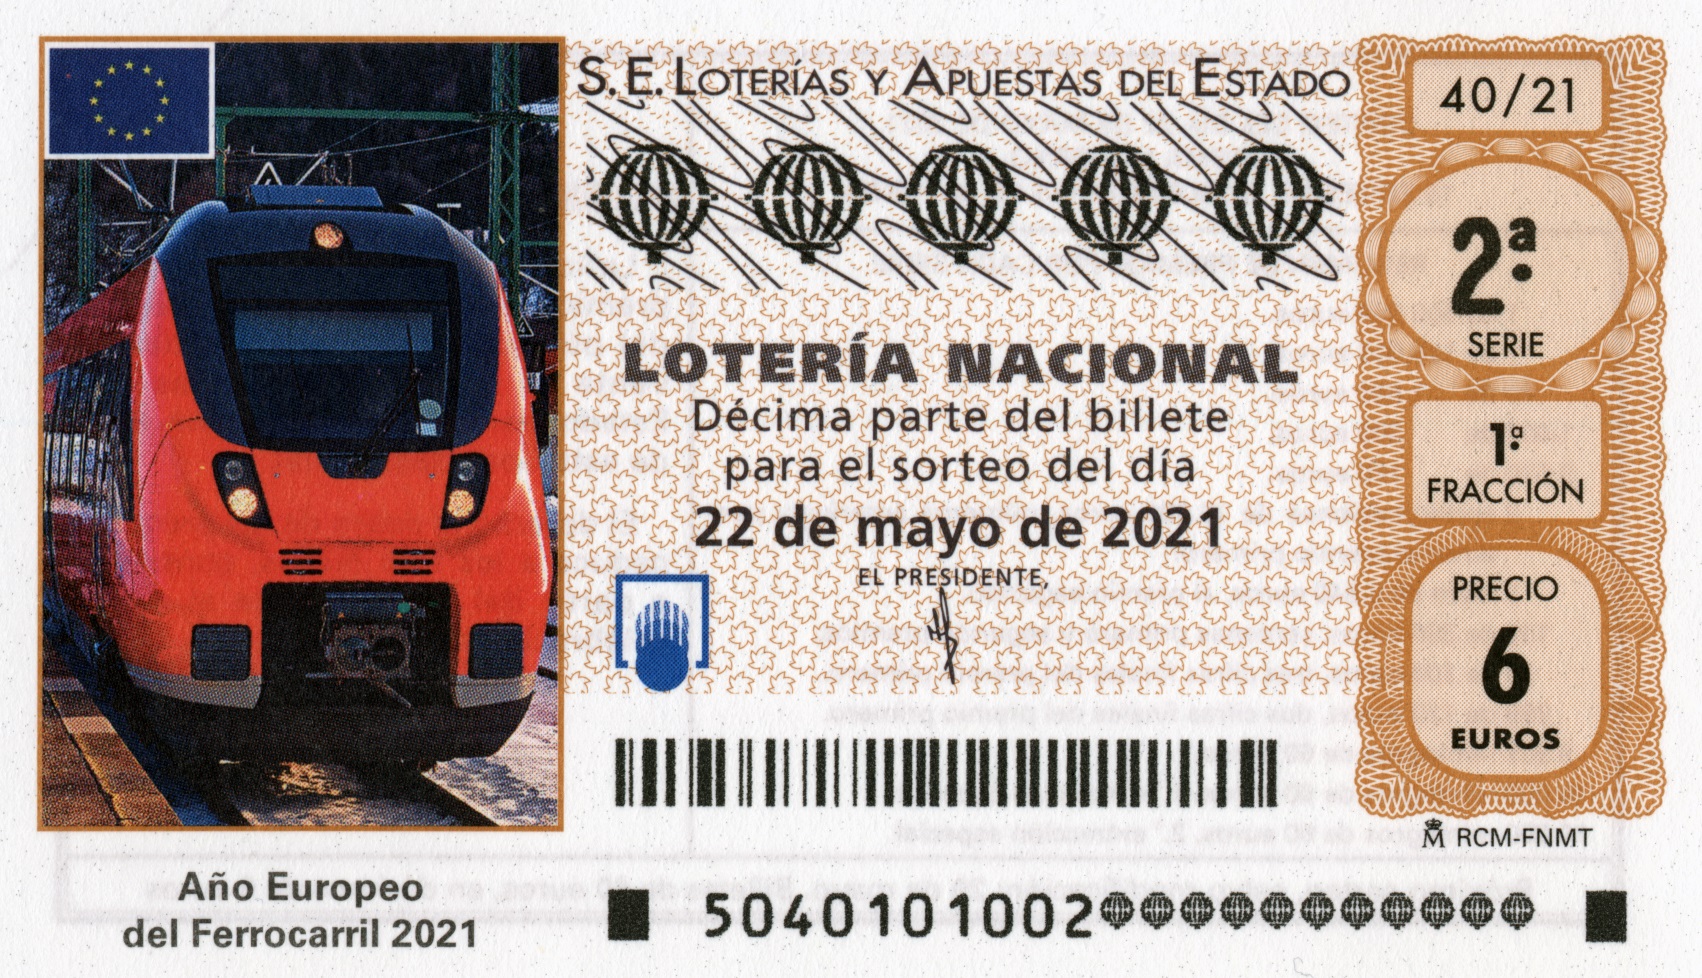 S.E. LOTERÍAS Y APUESTAS DEL ESTADO
40/21
2ª
SERIE
LOTERÍA NACIONAL
Décima parte del billete
para el sorteo del día
22 de mayo de 2021
EL PRESIDENTE,
1ª
FRACCIÓN
PRECIO
6
EUROS
M RCM-FNMT
Año Europeo
del Ferrocarril 2021
5040101002